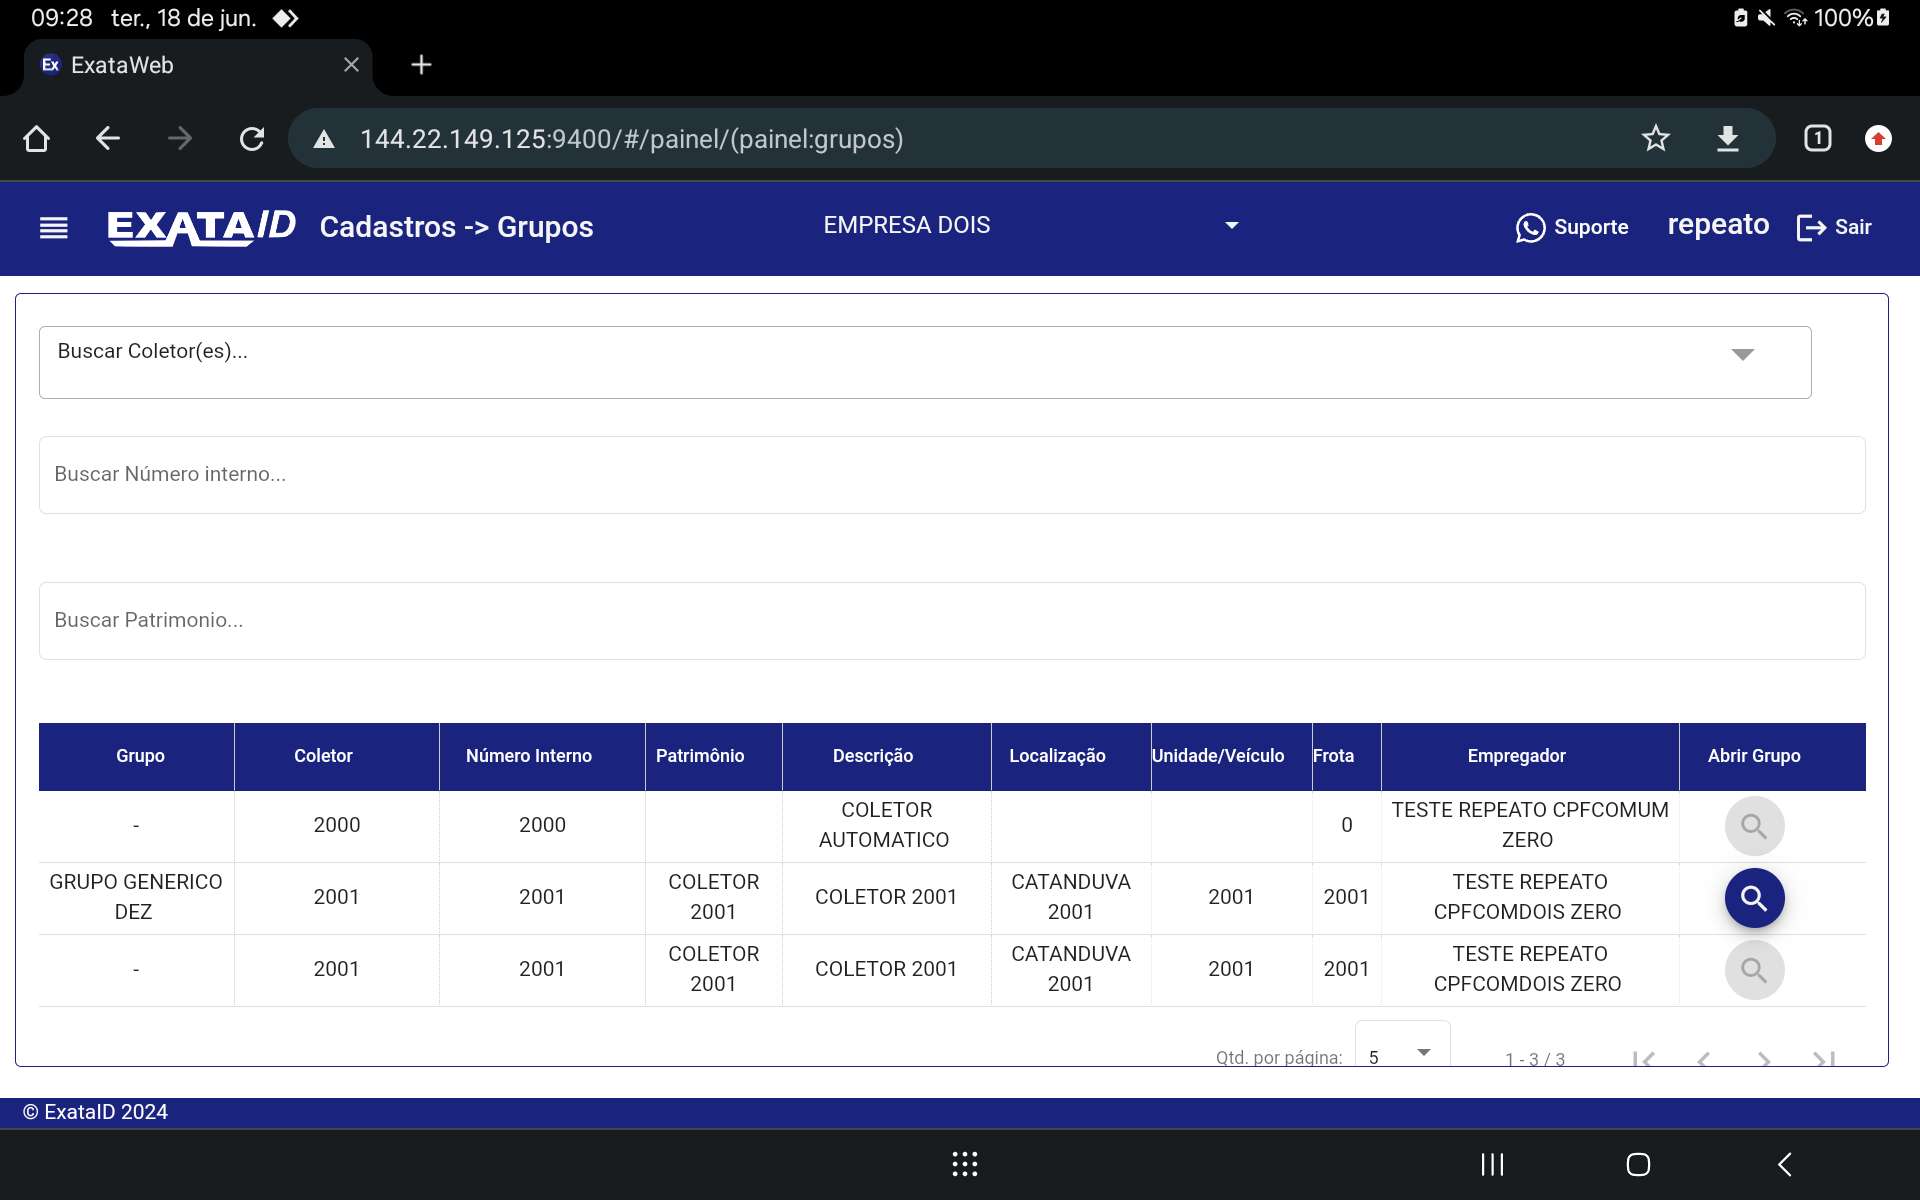 09:28 ter., 18 de jun. 100%
Ex ExataWeb
144.22.149.125:9400/#/painel/(painel:grupos) 1
EXATAID Cadastros -> Grupos EMPRESA DOIS Suporte repeato Sair
Buscar Coletor(es)...
Buscar Número interno...
Buscar Patrimonio...
Grupo Coletor Número Interno Patrimônio Descrição Localização Unidade/Veículo Frota Empregador Abrir Grupo
- 2000 2000 COLETOR AUTOMATICO 0 TESTE REPEATO CPFCOMUM ZERO
GRUPO GENERICO DEZ 2001 2001 COLETOR 2001 COLETOR 2001 CATANDUVA 2001 2001 2001 TESTE REPEATO CPFCOMDOIS ZERO
- 2001 2001 COLETOR 2001 COLETOR 2001 CATANDUVA 2001 2001 2001 TESTE REPEATO CPFCOMDOIS ZERO
Qtd. por página: 5 1 - 3 / 3
© ExataID 2024